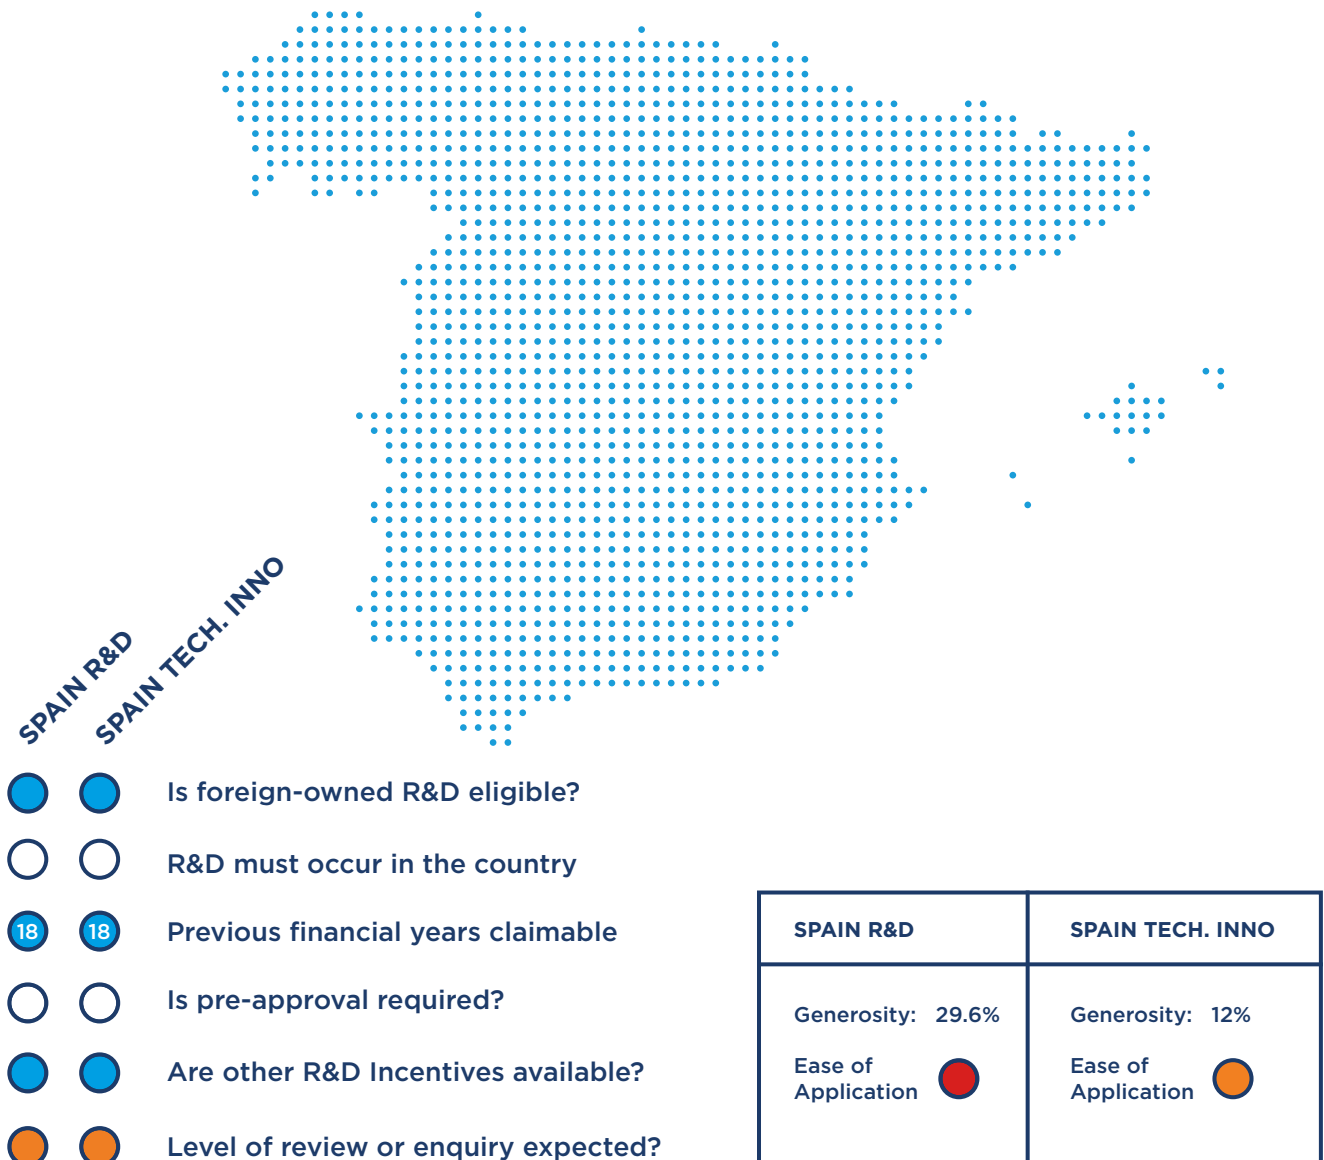 SPAIN R&D
SPAIN TECH. INNO
Is foreign-owned R&D eligible?
R&D must occur in the country
18 18 Previous financial years claimable
Is pre-approval required?
Are other R&D Incentives available?
Level of review or enquiry expected?
SPAIN R&D
Generosity: 29.6%
Ease of
Application
SPAIN TECH. INNO
Generosity: 12%
Ease of
Application